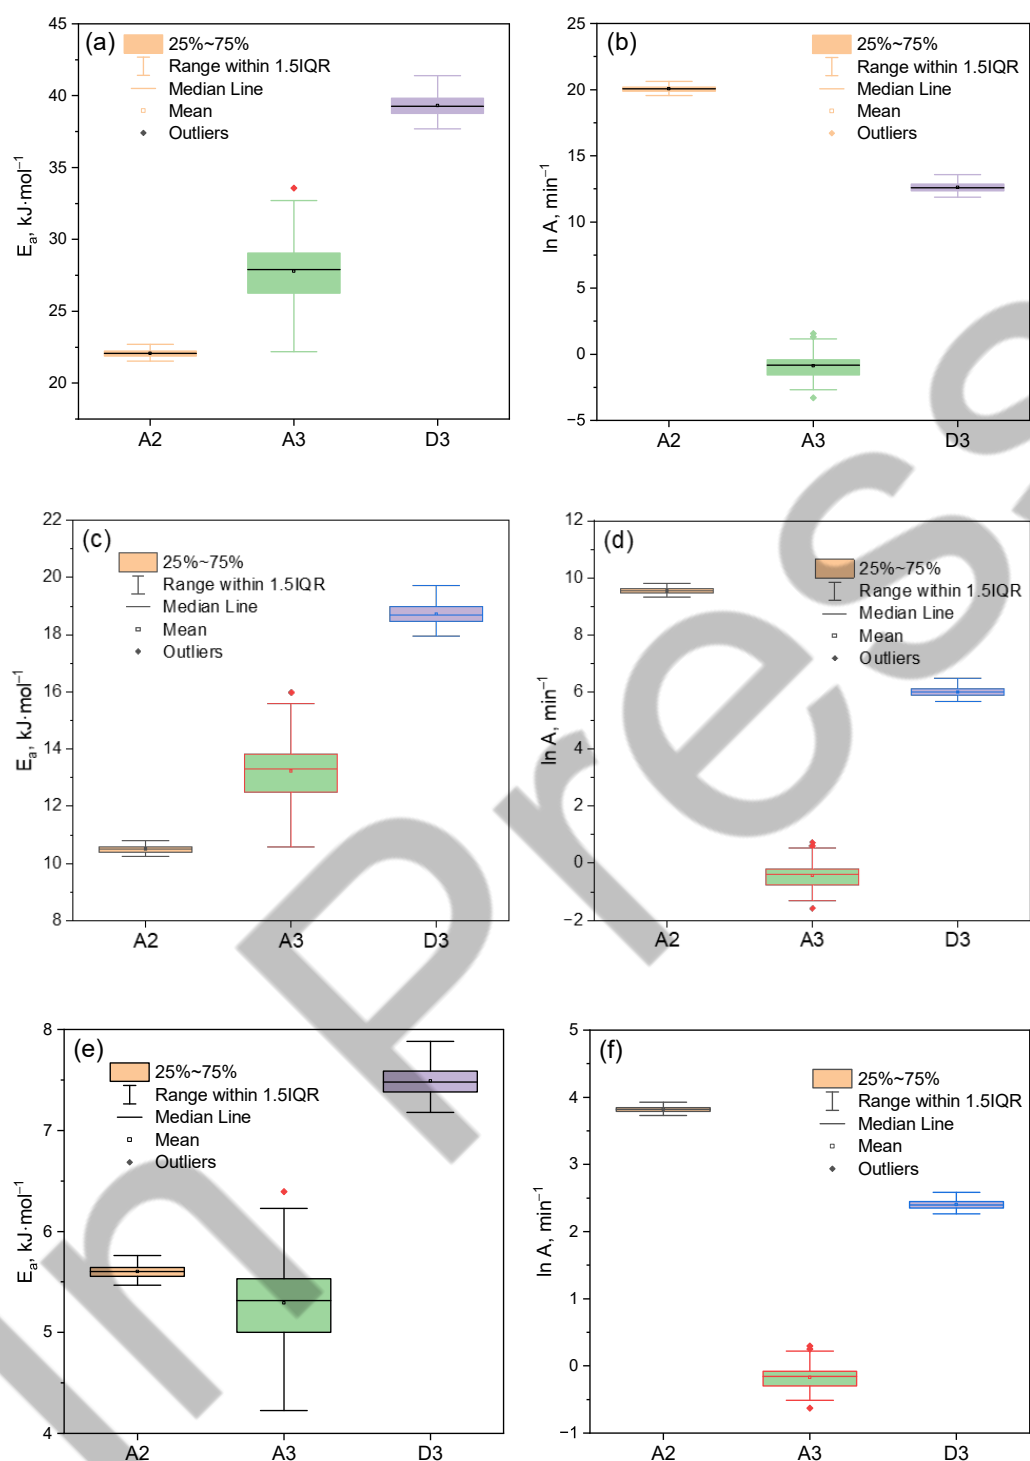 (a)
25%~75%
Range within 1.5IQR
Median Line
Mean
Outliers
45
40
35
30
25
20
Eₐ, kJ·mol⁻¹
A2 A3 D3
(b)
25%~75%
Range within 1.5IQR
Median Line
Mean
Outliers
25
20
15
10
5
0
−5
ln A, min⁻¹
A2 A3 D3
(c)
25%~75%
Range within 1.5IQR
Median Line
Mean
Outliers
22
20
18
16
14
12
10
8
Eₐ, kJ·mol⁻¹
A2 A3 D3
(d)
25%~75%
Range within 1.5IQR
Median Line
Mean
Outliers
12
10
8
6
4
2
0
−2
ln A, min⁻¹
A2 A3 D3
(e)
25%~75%
Range within 1.5IQR
Median Line
Mean
Outliers
8
7
6
5
4
Eₐ, kJ·mol⁻¹
A2 A3 D3
(f)
25%~75%
Range within 1.5IQR
Median Line
Mean
Outliers
5
4
3
2
1
0
−1
ln A, min⁻¹
A2 A3 D3
In Press